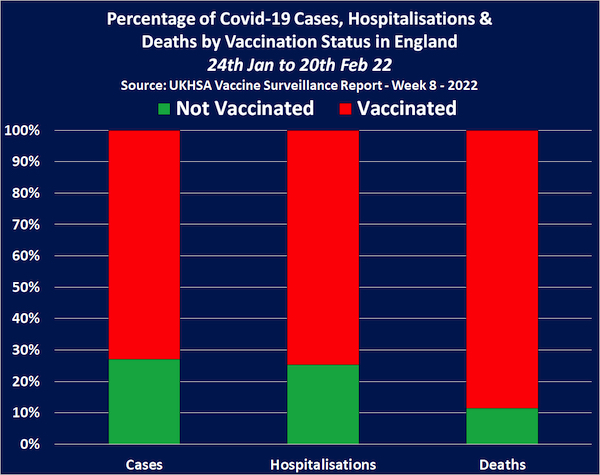 Percentage of Covid-19 Cases, Hospitalisations &
Deaths by Vaccination Status in England
24th Jan to 20th Feb 22
Source: UKHSA Vaccine Surveillance Report - Week 8 - 2022
Not Vaccinated Vaccinated
100%
90%
80%
70%
60%
50%
40%
30%
20%
10%
0%
Cases Hospitalisations Deaths